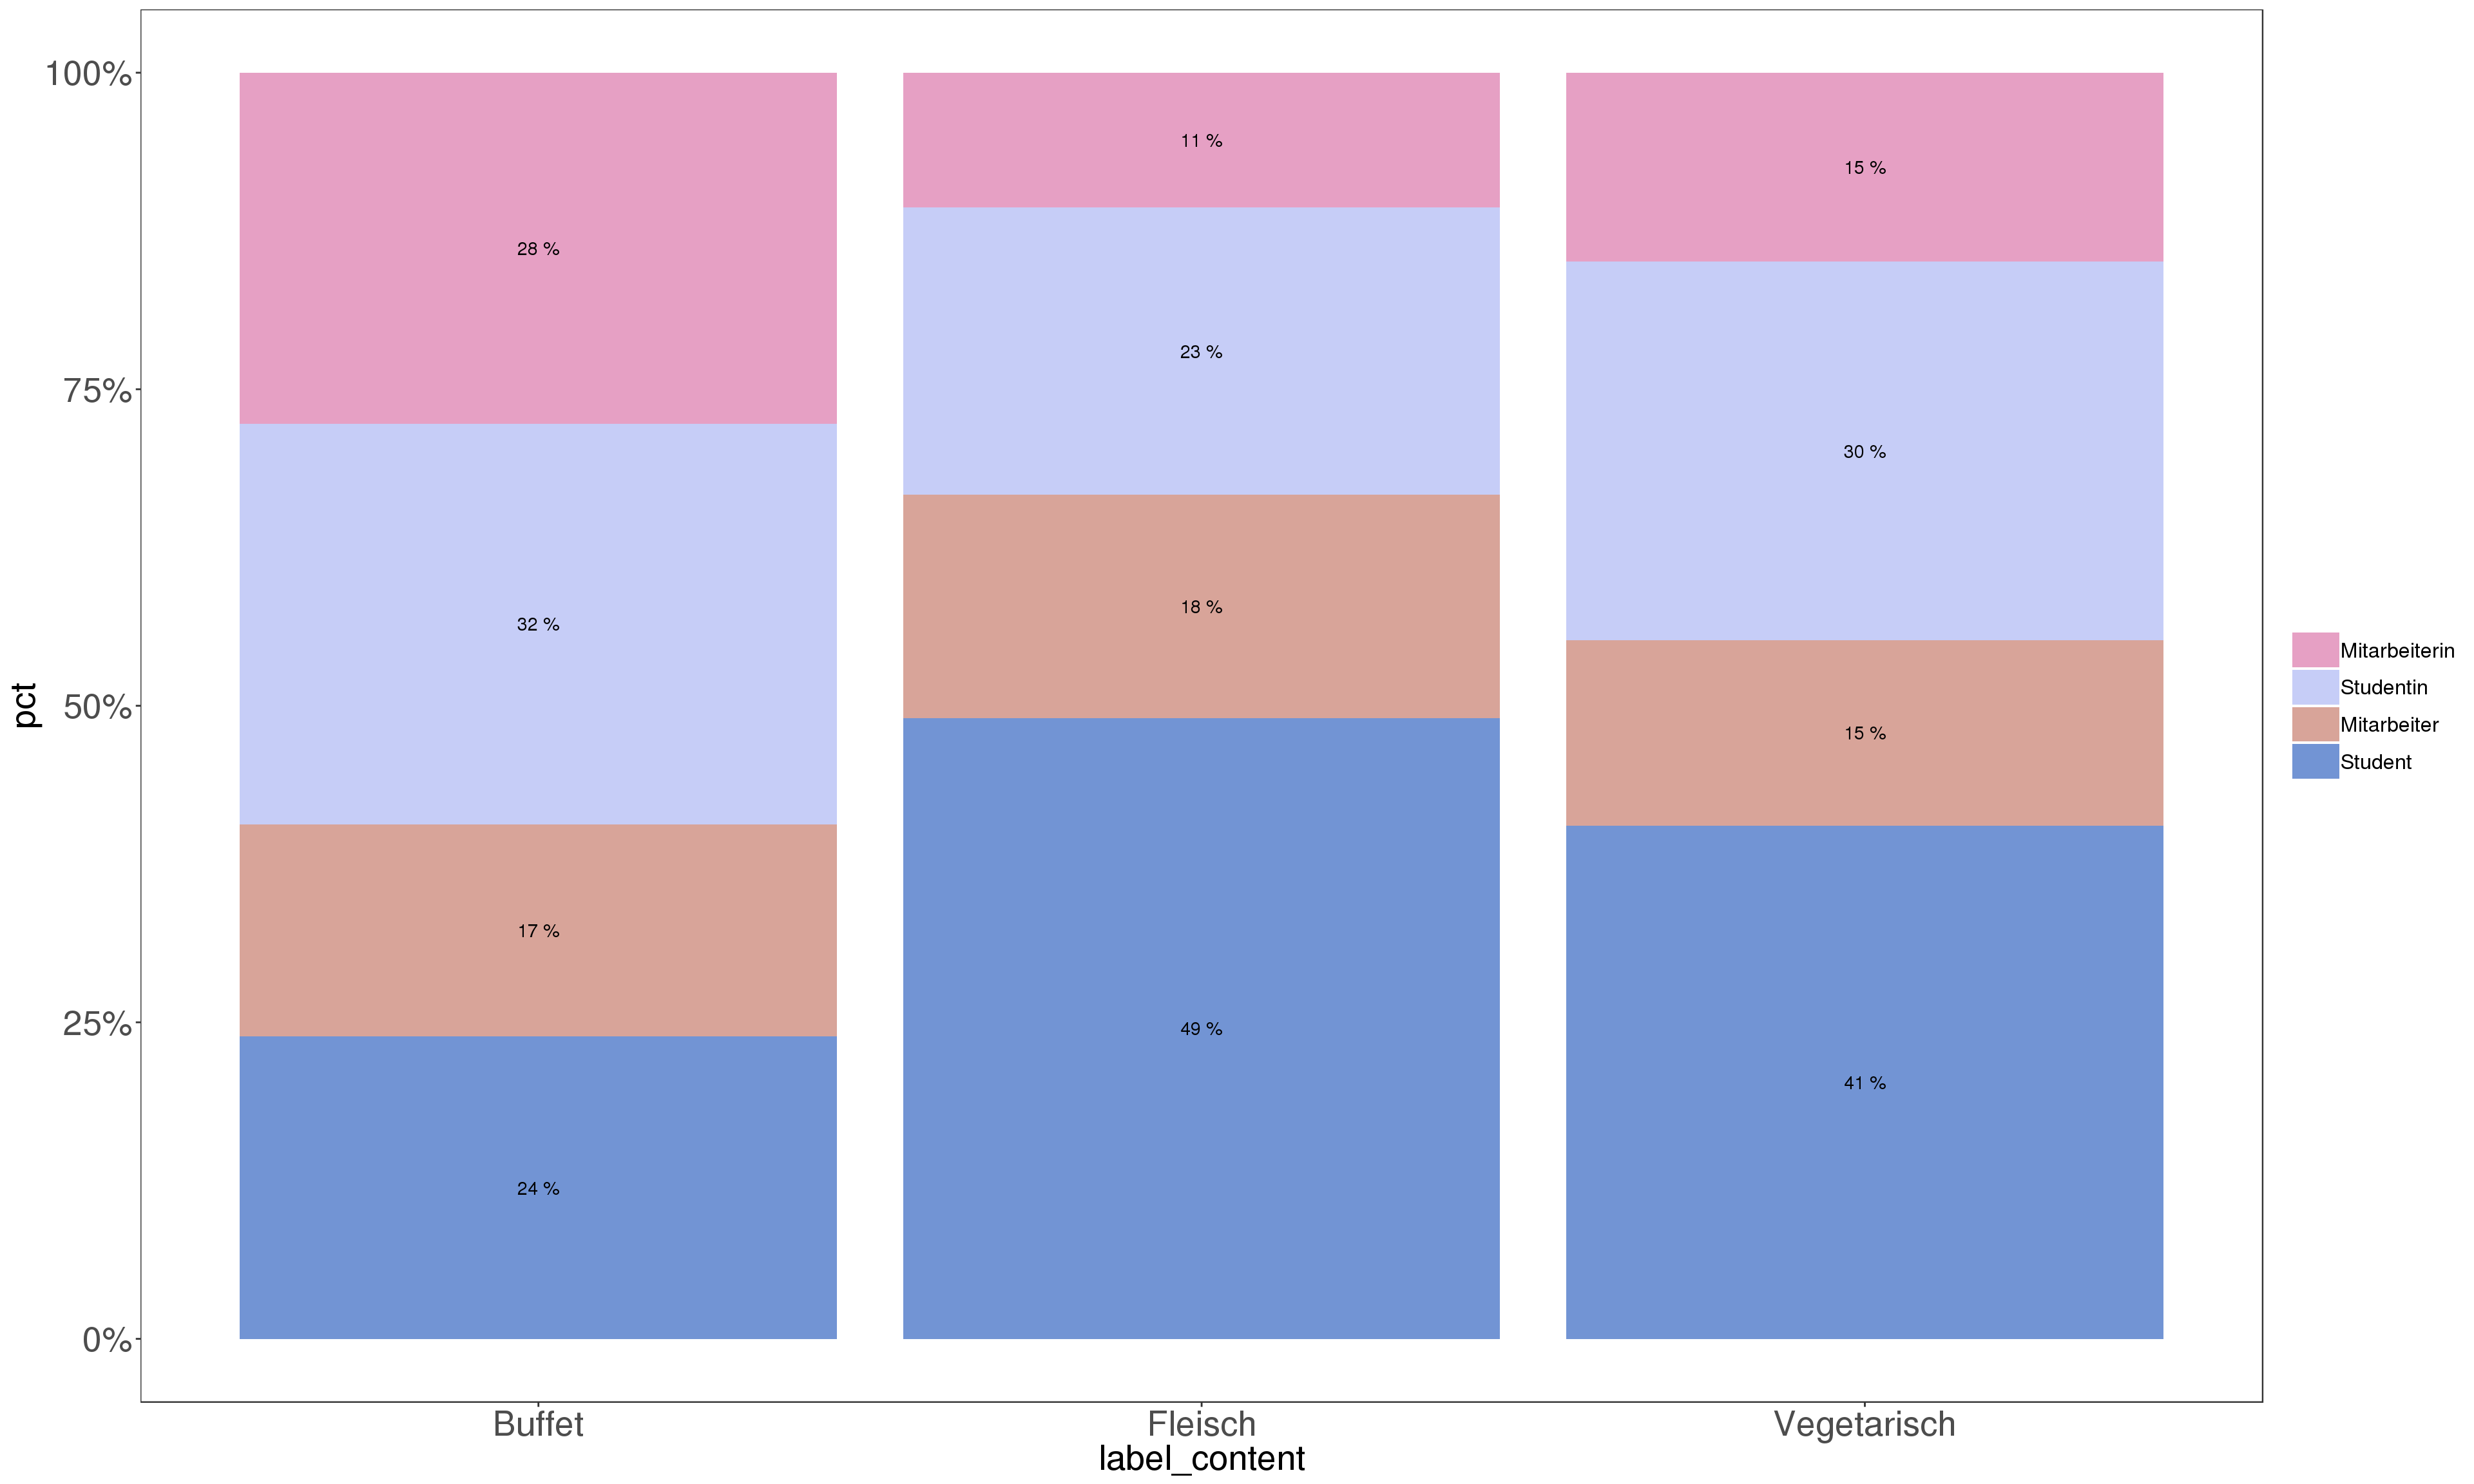 pct
100%
75%
50%
25%
0%
28 %
32 %
17 %
24 %
11 %
23 %
18 %
49 %
15 %
30 %
15 %
41 %
Buffet
Fleisch
Vegetarisch
label_content
Mitarbeiterin
Studentin
Mitarbeiter
Student